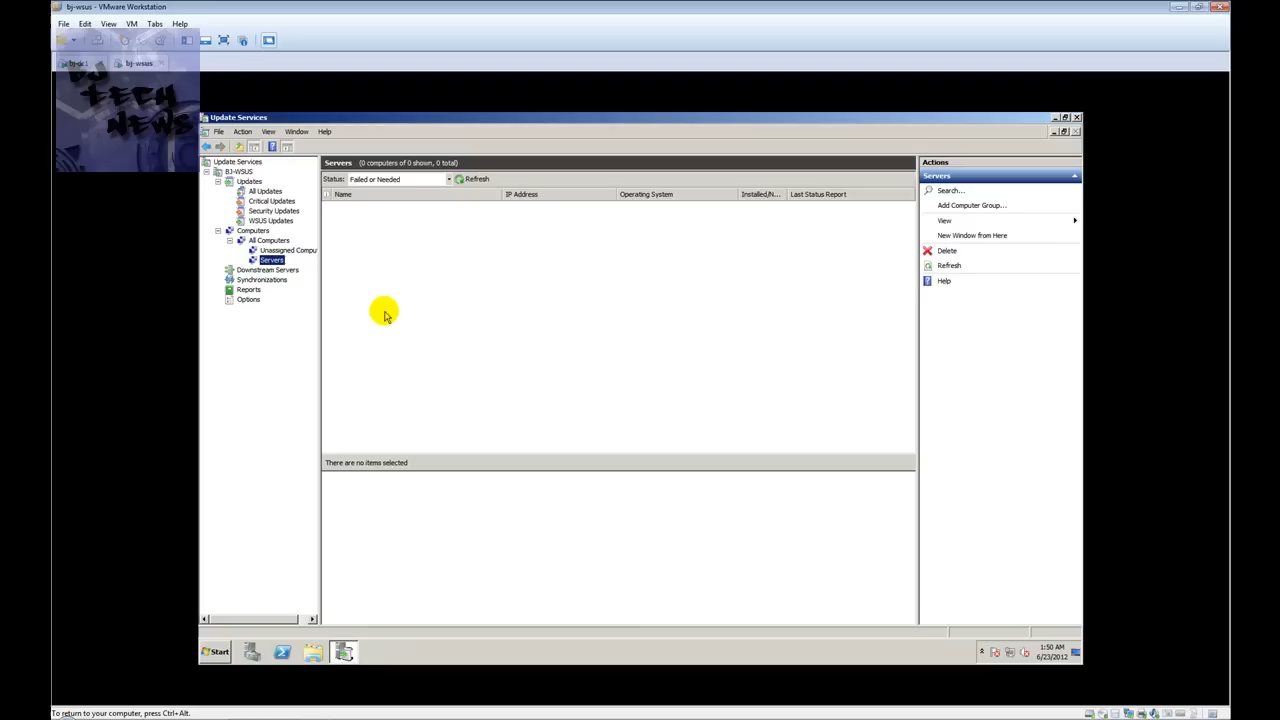 bj-wsus - VMware Workstation
File Edit View VM Tabs Help
bj-dc1 bj-wsus
BJ
TECH
NEWS
Update Services
File Action View Window Help
Update Services
BJ-WSUS
Updates
All Updates
Critical Updates
Security Updates
WSUS Updates
Computers
All Computers
Unassigned Compu
Servers
Downstream Servers
Synchronizations
Reports
Options
Servers (0 computers of 0 shown, 0 total)
Status: Failed or Needed Refresh
Name IP Address Operating System Installed/N... Last Status Report
There are no items selected
Actions
Servers
Search...
Add Computer Group...
View
New Window from Here
Delete
Refresh
Help
Start
1:50 AM
6/23/2012
To return to your computer, press Ctrl+Alt.